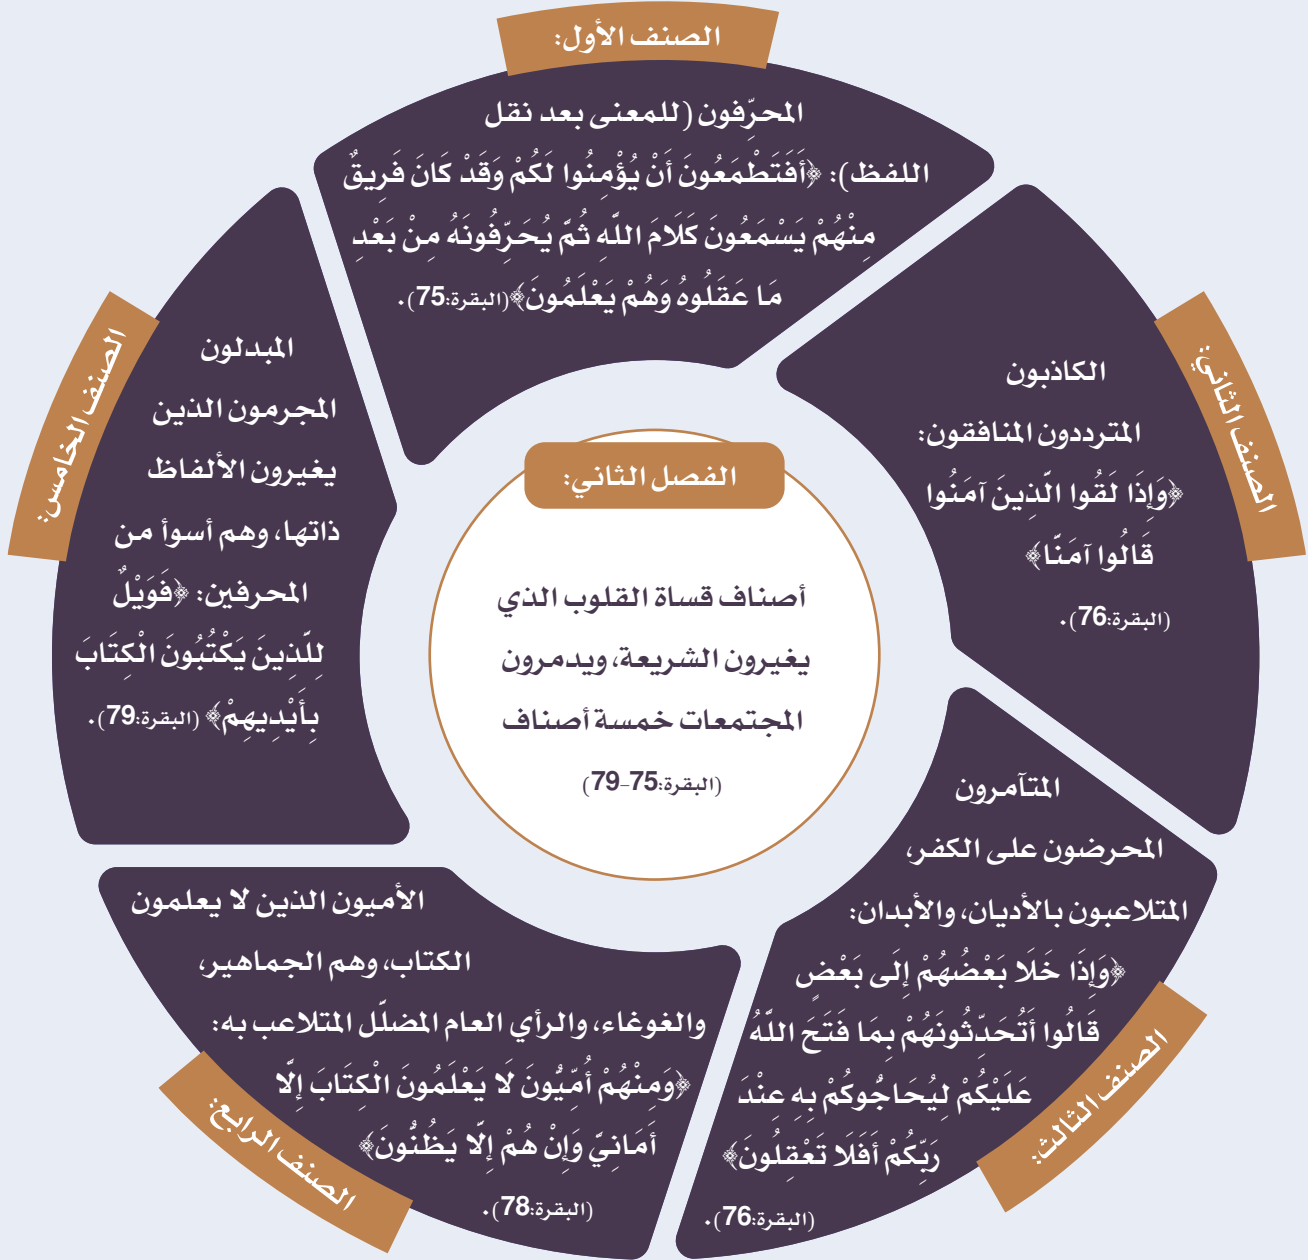 الفصل الثاني:
أصناف قساة القلوب الذي
يغيرون الشريعة، ويدمرون
المجتمعات خمسة أصناف
(البقرة:75-79)
الصنف الأول:
المحرّفون (للمعنى بعد نقل
اللفظ): ﴿أَفَتَطْمَعُونَ أَنْ يُؤْمِنُوا لَكُمْ وَقَدْ كَانَ فَرِيقٌ
مِنْهُمْ يَسْمَعُونَ كَلَامَ اللَّهِ ثُمَّ يُحَرِّفُونَهُ مِنْ بَعْدِ
مَا عَقَلُوهُ وَهُمْ يَعْلَمُونَ﴾(البقرة:75).
الصنف الثاني:
الكاذبون
المترددون المنافقون:
﴿وَإِذَا لَقُوا الَّذِينَ آمَنُوا
قَالُوا آمَنَّا﴾
(البقرة:76).
الصنف الثالث:
المتآمرون
المحرضون على الكفر،
المتلاعبون بالأديان، والأبدان:
﴿وَإِذَا خَلَا بَعْضُهُمْ إِلَى بَعْضٍ
قَالُوا أَتُحَدِّثُونَهُمْ بِمَا فَتَحَ اللَّهُ
عَلَيْكُمْ لِيُحَاجُّوكُمْ بِهِ عِنْدَ
رَبِّكُمْ أَفَلَا تَعْقِلُونَ﴾
(البقرة:76).
الصنف الرابع:
الأميون الذين لا يعلمون
الكتاب، وهم الجماهير،
والغوغاء، والرأي العام المضلّل المتلاعب به:
﴿وَمِنْهُمْ أُمِّيُّونَ لَا يَعْلَمُونَ الْكِتَابَ إِلَّا
أَمَانِيَّ وَإِنْ هُمْ إِلَّا يَظُنُّونَ﴾
(البقرة:78).
الصنف الخامس:
المبدلون
المجرمون الذين
يغيرون الألفاظ
ذاتها، وهم أسوأ من
المحرفين: ﴿فَوَيْلٌ
لِلَّذِينَ يَكْتُبُونَ الْكِتَابَ
بِأَيْدِيهِمْ﴾ (البقرة:79).